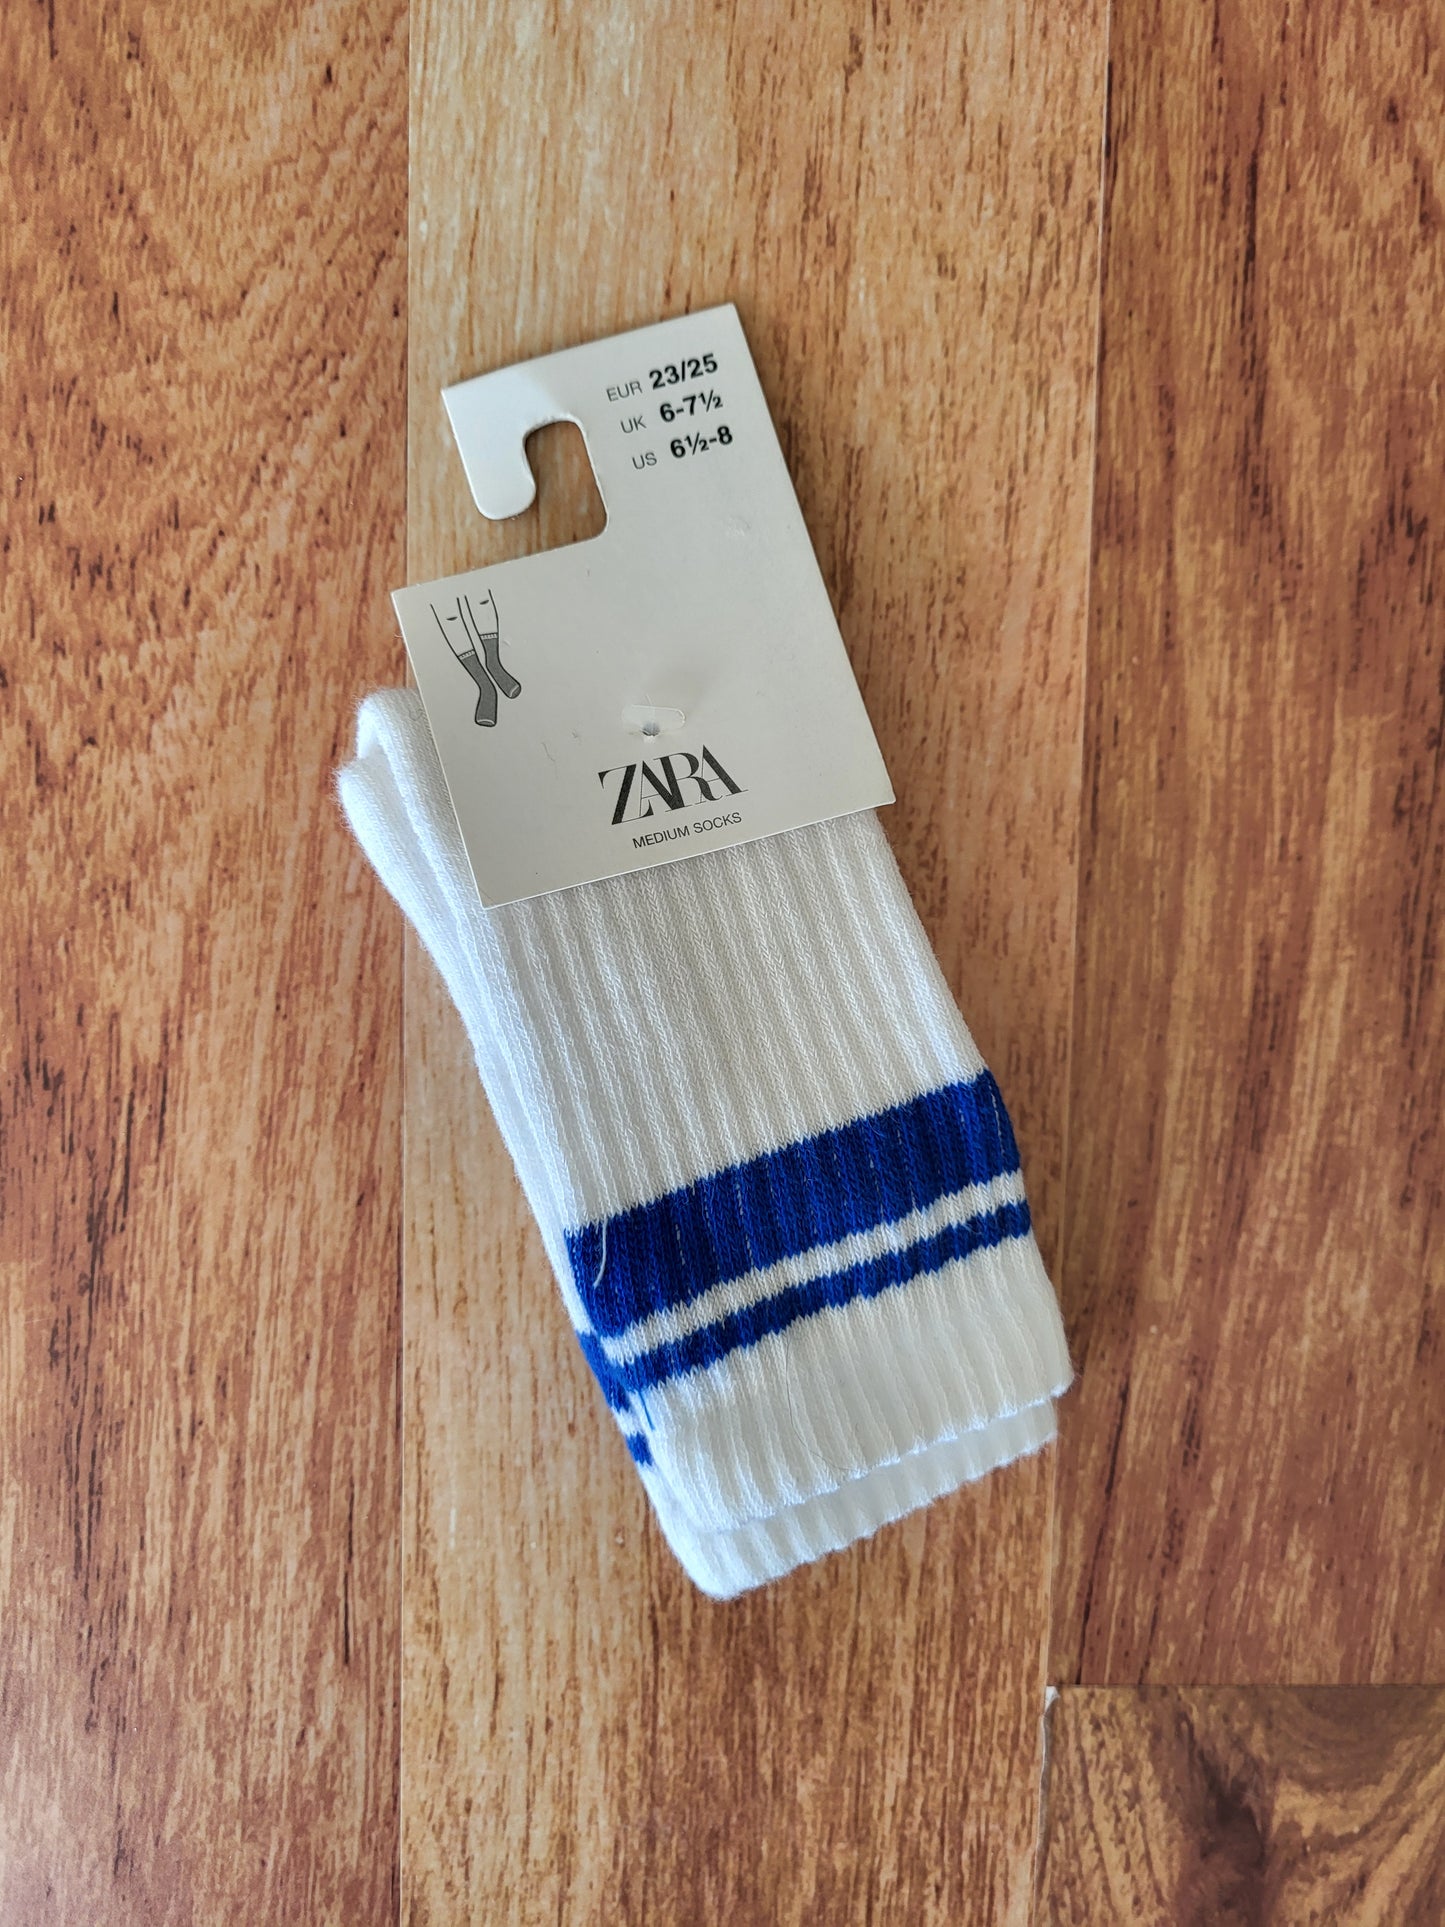 EUR 23/25
UK 6-7½
US 6½-8
ZARA
MEDIUM SOCKS